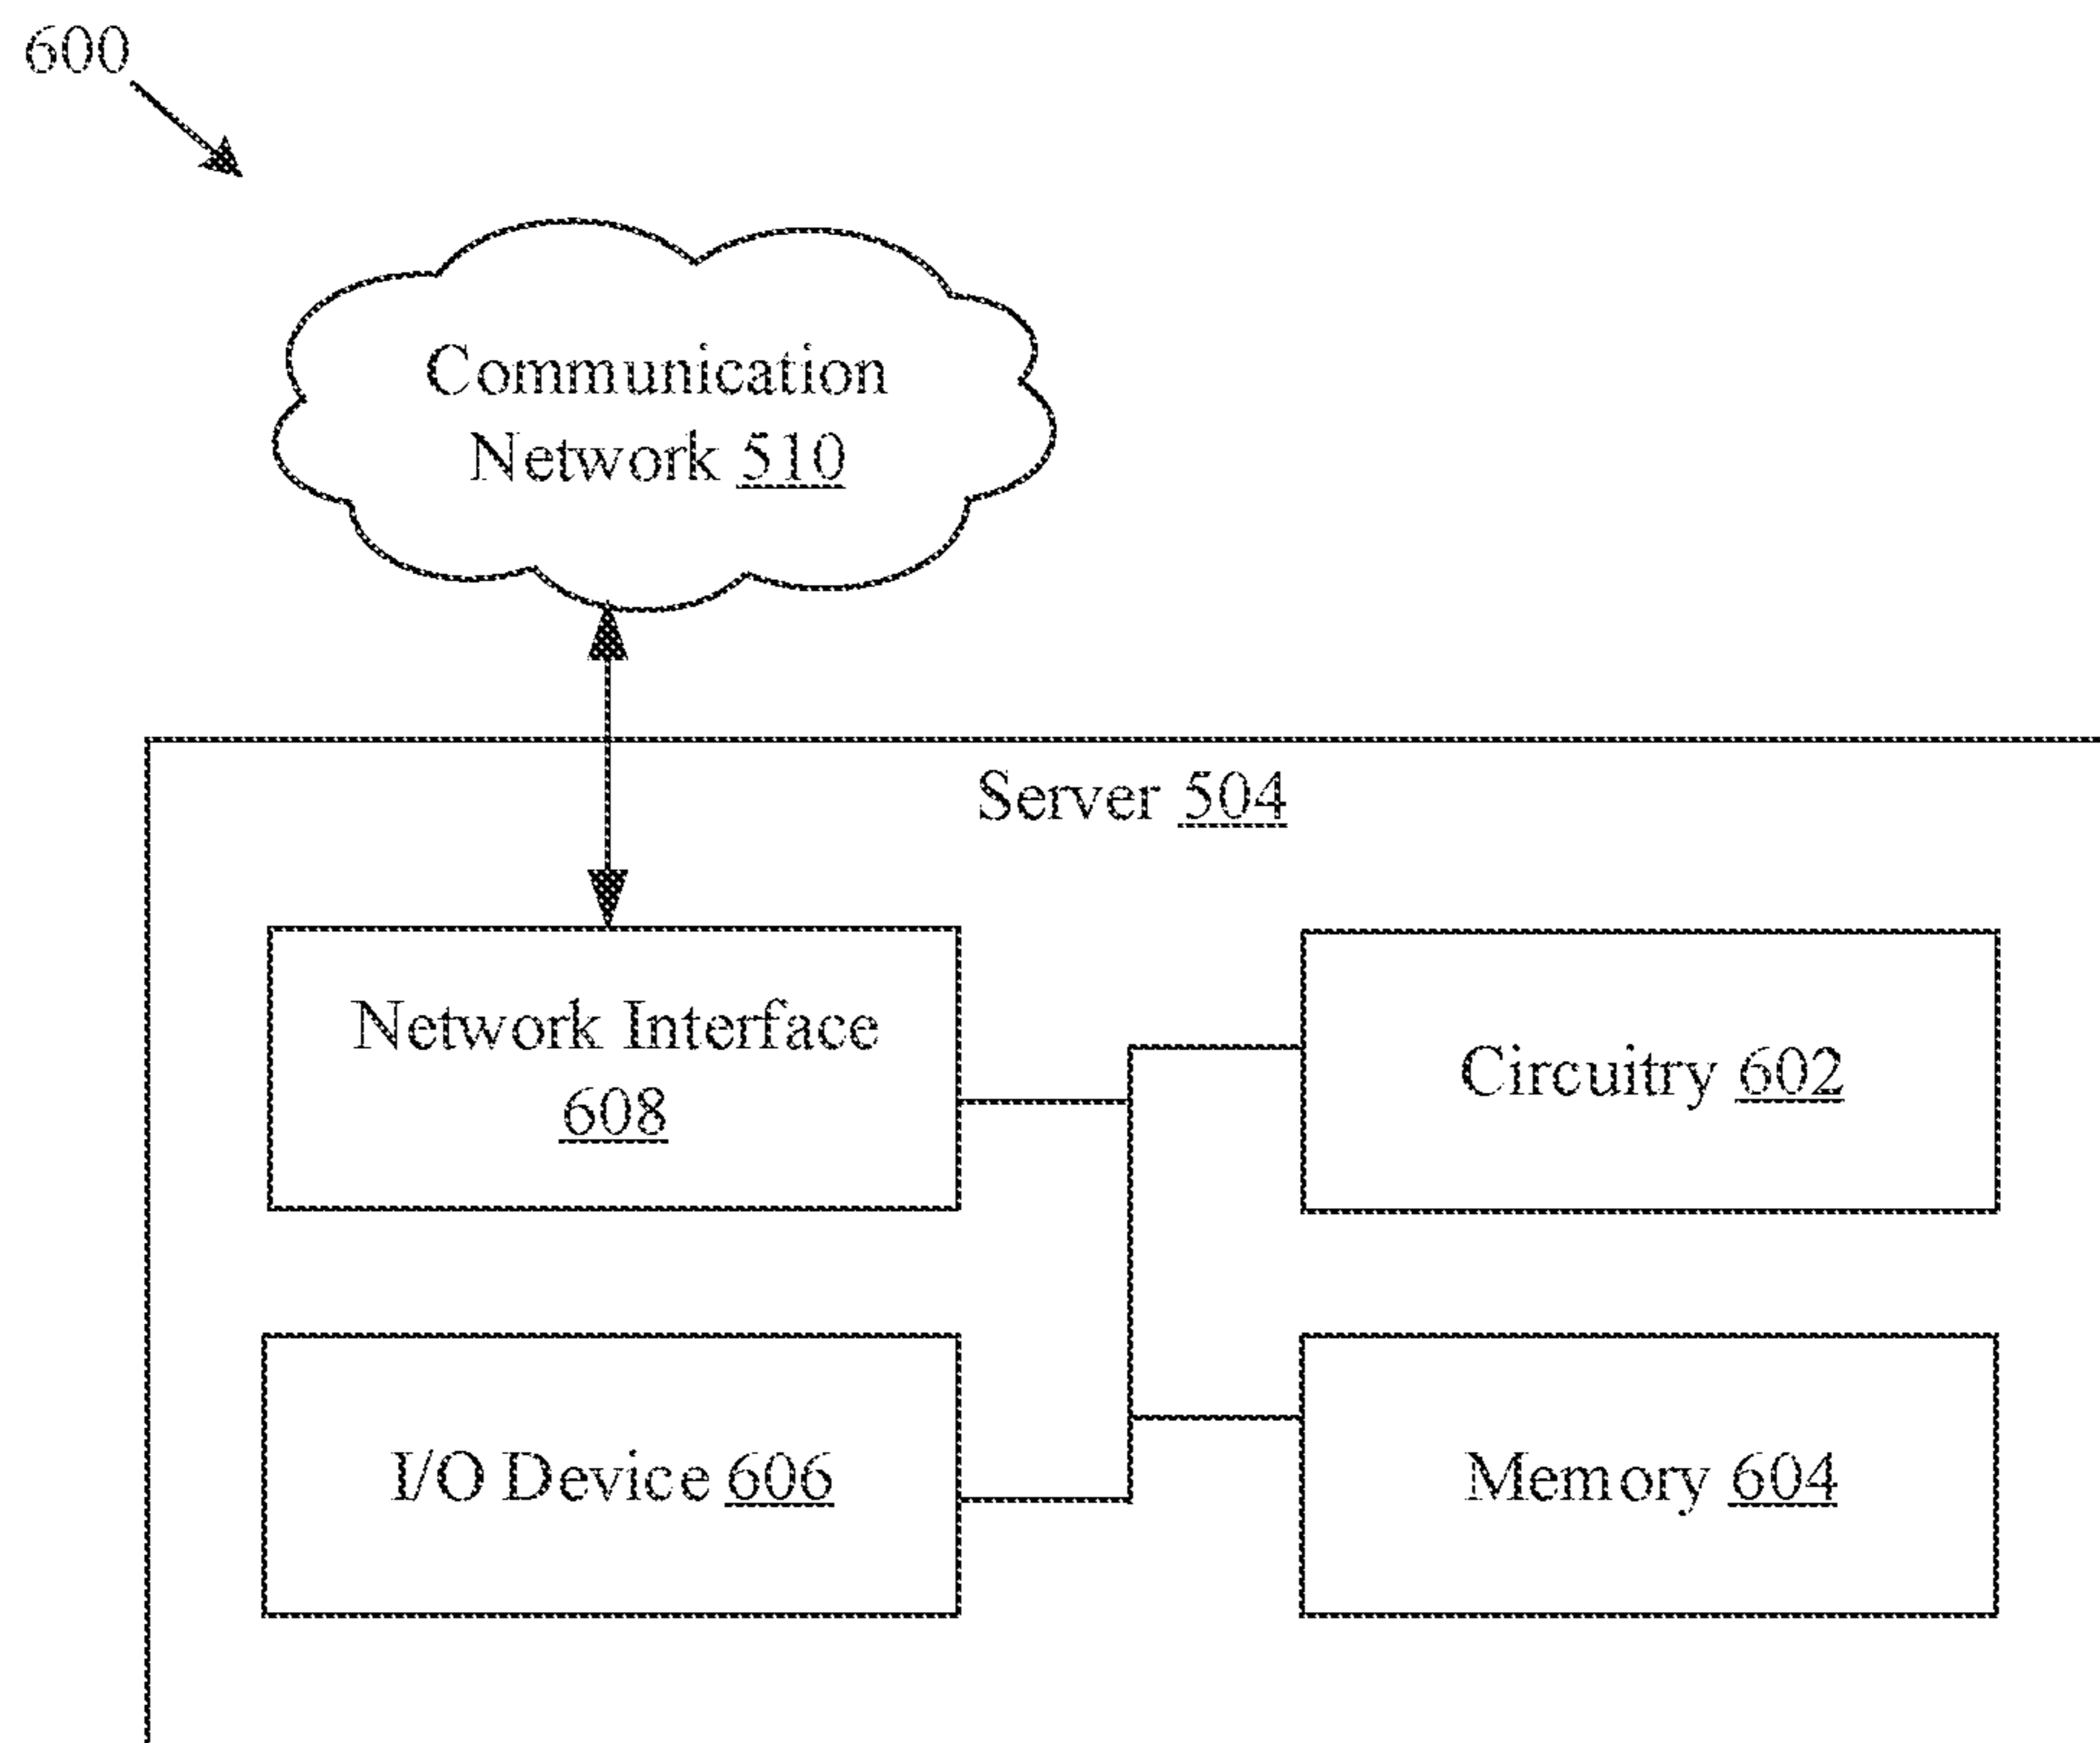 600
Communication
Network 510
Server 504
Network Interface
608
Circuitry 602
I/O Device 606
Memory 604